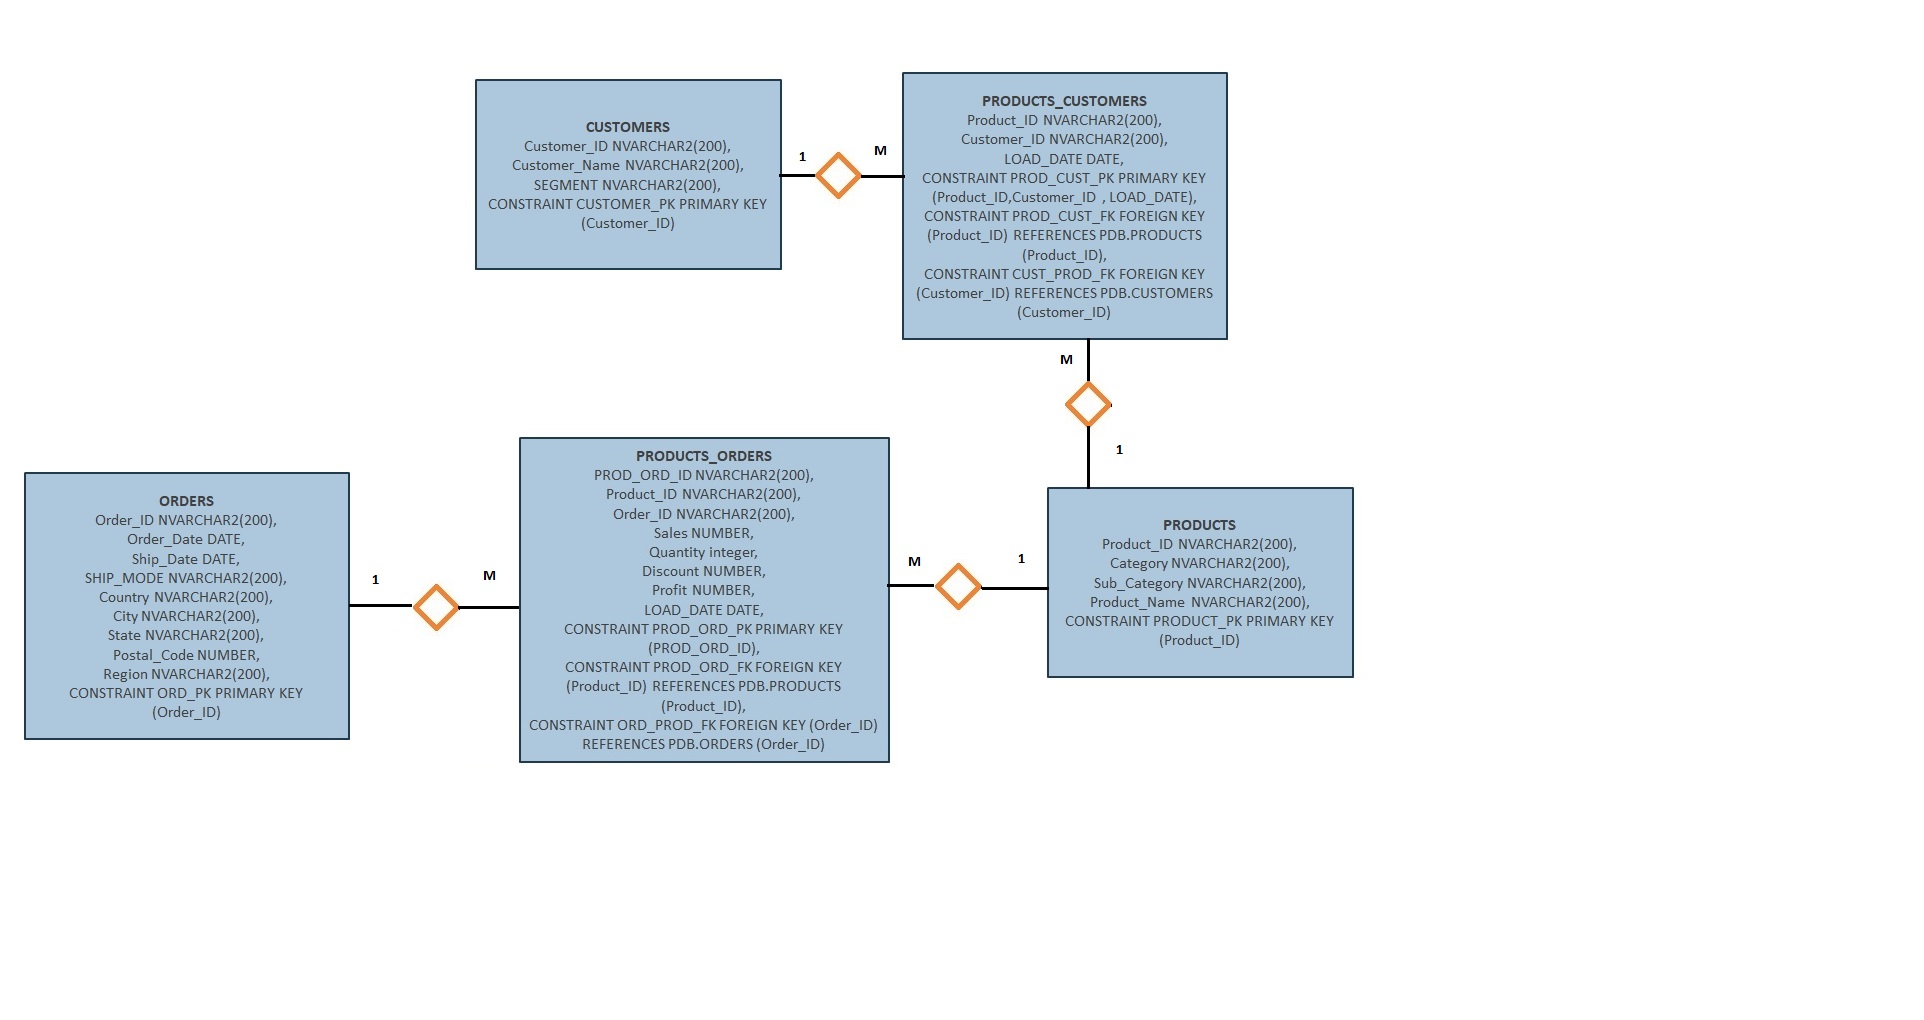 CUSTOMERS
Customer_ID NVARCHAR2(200),
Customer_Name NVARCHAR2(200),
SEGMENT NVARCHAR2(200),
CONSTRAINT CUSTOMER_PK PRIMARY KEY
(Customer_ID)
1
M
PRODUCTS_CUSTOMERS
Product_ID NVARCHAR2(200),
Customer_ID NVARCHAR2(200),
LOAD_DATE DATE,
CONSTRAINT PROD_CUST_PK PRIMARY KEY
(Product_ID,Customer_ID , LOAD_DATE),
CONSTRAINT PROD_CUST_FK FOREIGN KEY
(Product_ID) REFERENCES PDB.PRODUCTS
(Product_ID),
CONSTRAINT CUST_PROD_FK FOREIGN KEY
(Customer_ID) REFERENCES PDB.CUSTOMERS
(Customer_ID)
M
1
ORDERS
Order_ID NVARCHAR2(200),
Order_Date DATE,
Ship_Date DATE,
SHIP_MODE NVARCHAR2(200),
Country NVARCHAR2(200),
City NVARCHAR2(200),
State NVARCHAR2(200),
Postal_Code NUMBER,
Region NVARCHAR2(200),
CONSTRAINT ORD_PK PRIMARY KEY
(Order_ID)
1
M
PRODUCTS_ORDERS
PROD_ORD_ID NVARCHAR2(200),
Product_ID NVARCHAR2(200),
Order_ID NVARCHAR2(200),
Sales NUMBER,
Quantity integer,
Discount NUMBER,
Profit NUMBER,
LOAD_DATE DATE,
CONSTRAINT PROD_ORD_PK PRIMARY KEY
(PROD_ORD_ID),
CONSTRAINT PROD_ORD_FK FOREIGN KEY
(Product_ID) REFERENCES PDB.PRODUCTS
(Product_ID),
CONSTRAINT ORD_PROD_FK FOREIGN KEY (Order_ID)
REFERENCES PDB.ORDERS (Order_ID)
M
1
PRODUCTS
Product_ID NVARCHAR2(200),
Category NVARCHAR2(200),
Sub_Category NVARCHAR2(200),
Product_Name NVARCHAR2(200),
CONSTRAINT PRODUCT_PK PRIMARY KEY
(Product_ID)